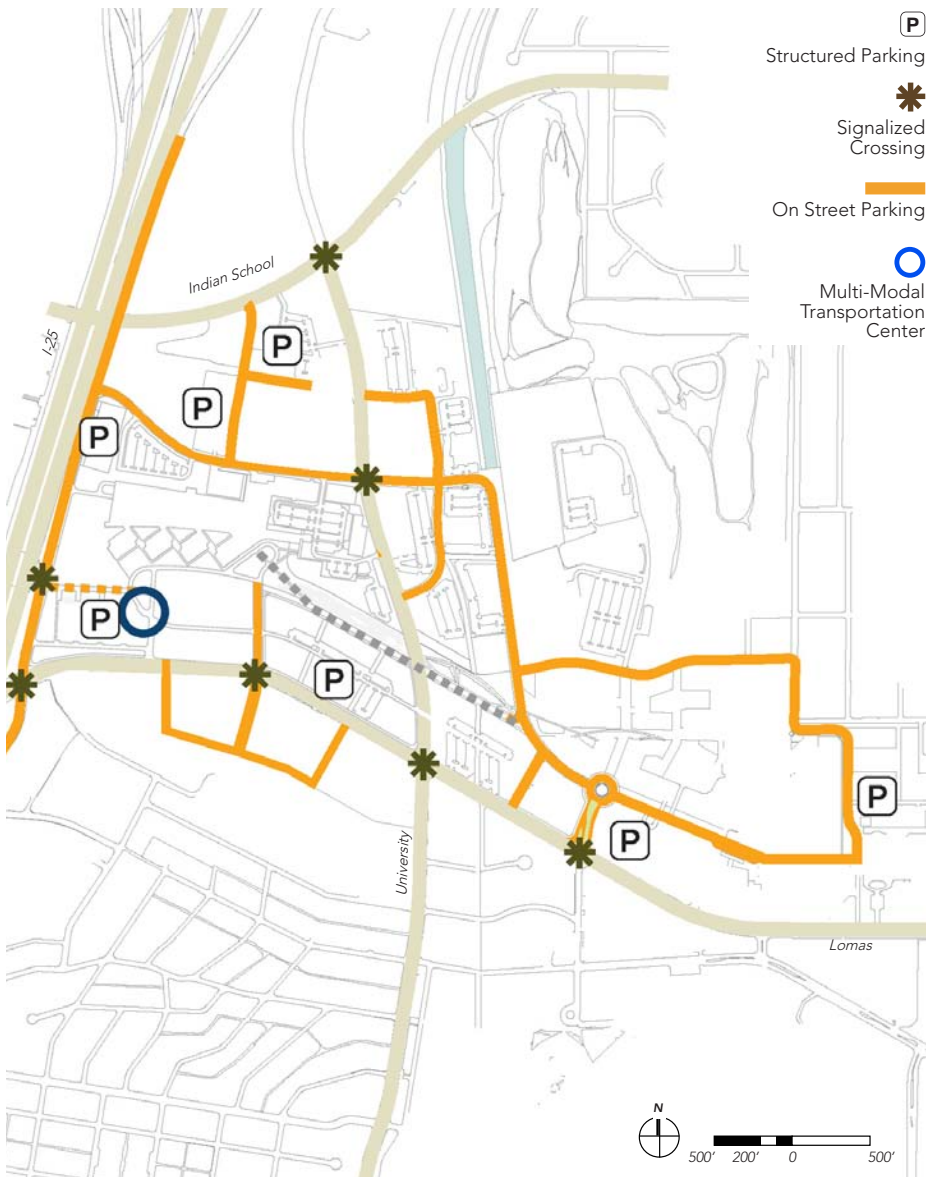 P
Structured Parking
Signalized
Crossing
On Street Parking
Multi-Modal
Transportation
Center
Indian School
I-25
P
P
P
P
P
P
P
University
Lomas
N
500' 200' 0 500'